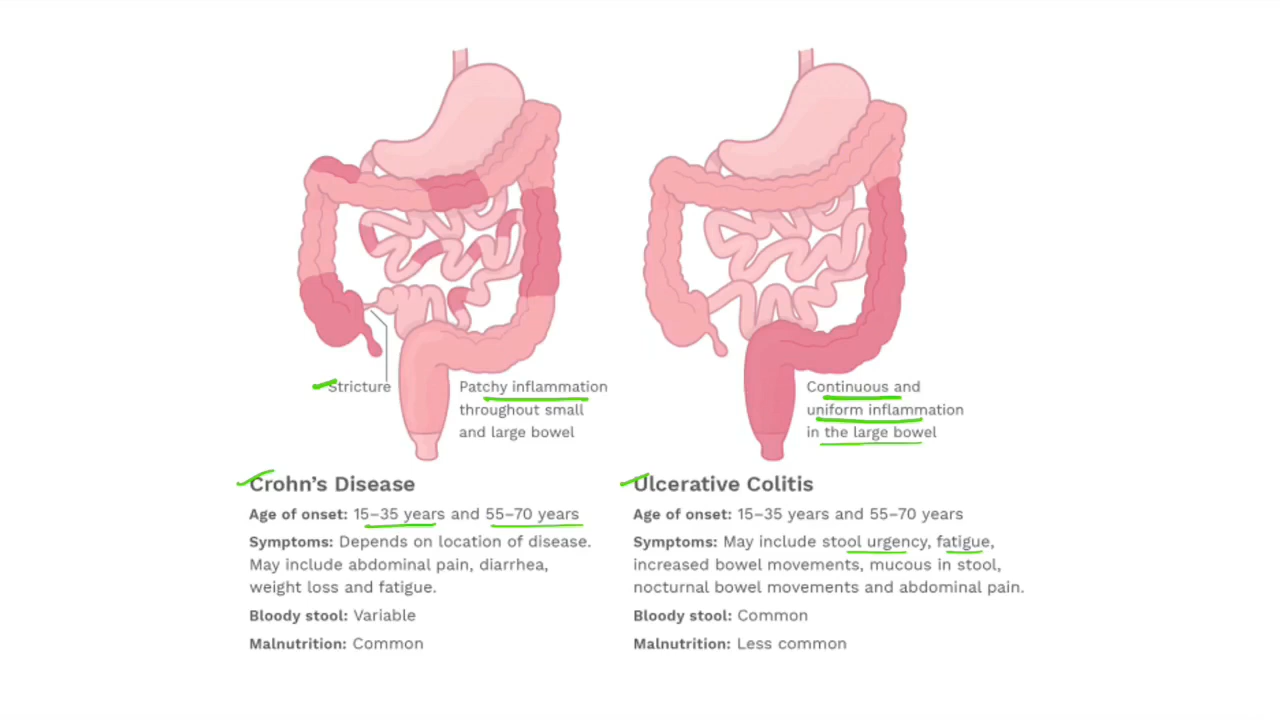 Stricture
Patchy inflammation
throughout small
and large bowel
Crohn's Disease
Age of onset: 15–35 years and 55–70 years
Symptoms: Depends on location of disease.
May include abdominal pain, diarrhea,
weight loss and fatigue.
Bloody stool: Variable
Malnutrition: Common
Continuous and
uniform inflammation
in the large bowel
Ulcerative Colitis
Age of onset: 15–35 years and 55–70 years
Symptoms: May include stool urgency, fatigue,
increased bowel movements, mucous in stool,
nocturnal bowel movements and abdominal pain.
Bloody stool: Common
Malnutrition: Less common